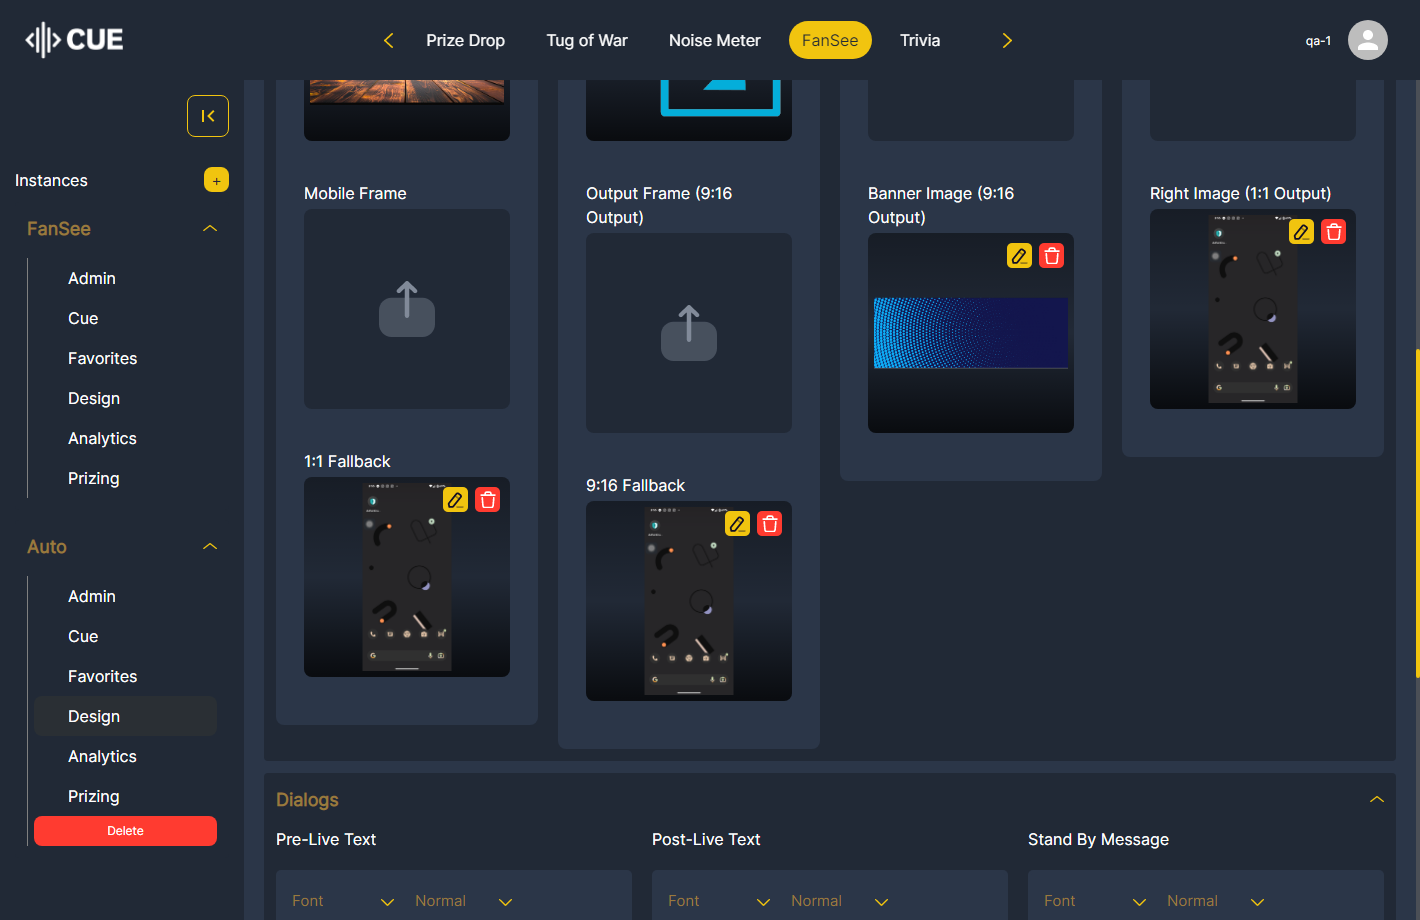 CUE
Prize Drop
Tug of War
Noise Meter
FanSee
Trivia
qa-1
Instances
+
FanSee
Admin
Cue
Favorites
Design
Analytics
Prizing
Auto
Admin
Cue
Favorites
Design
Analytics
Prizing
Delete
Mobile Frame
Output Frame (9:16
Output)
Banner Image (9:16
Output)
Right Image (1:1 Output)
1:1 Fallback
9:16 Fallback
Dialogs
Pre-Live Text
Post-Live Text
Stand By Message
Font
Normal
Font
Normal
Font
Normal